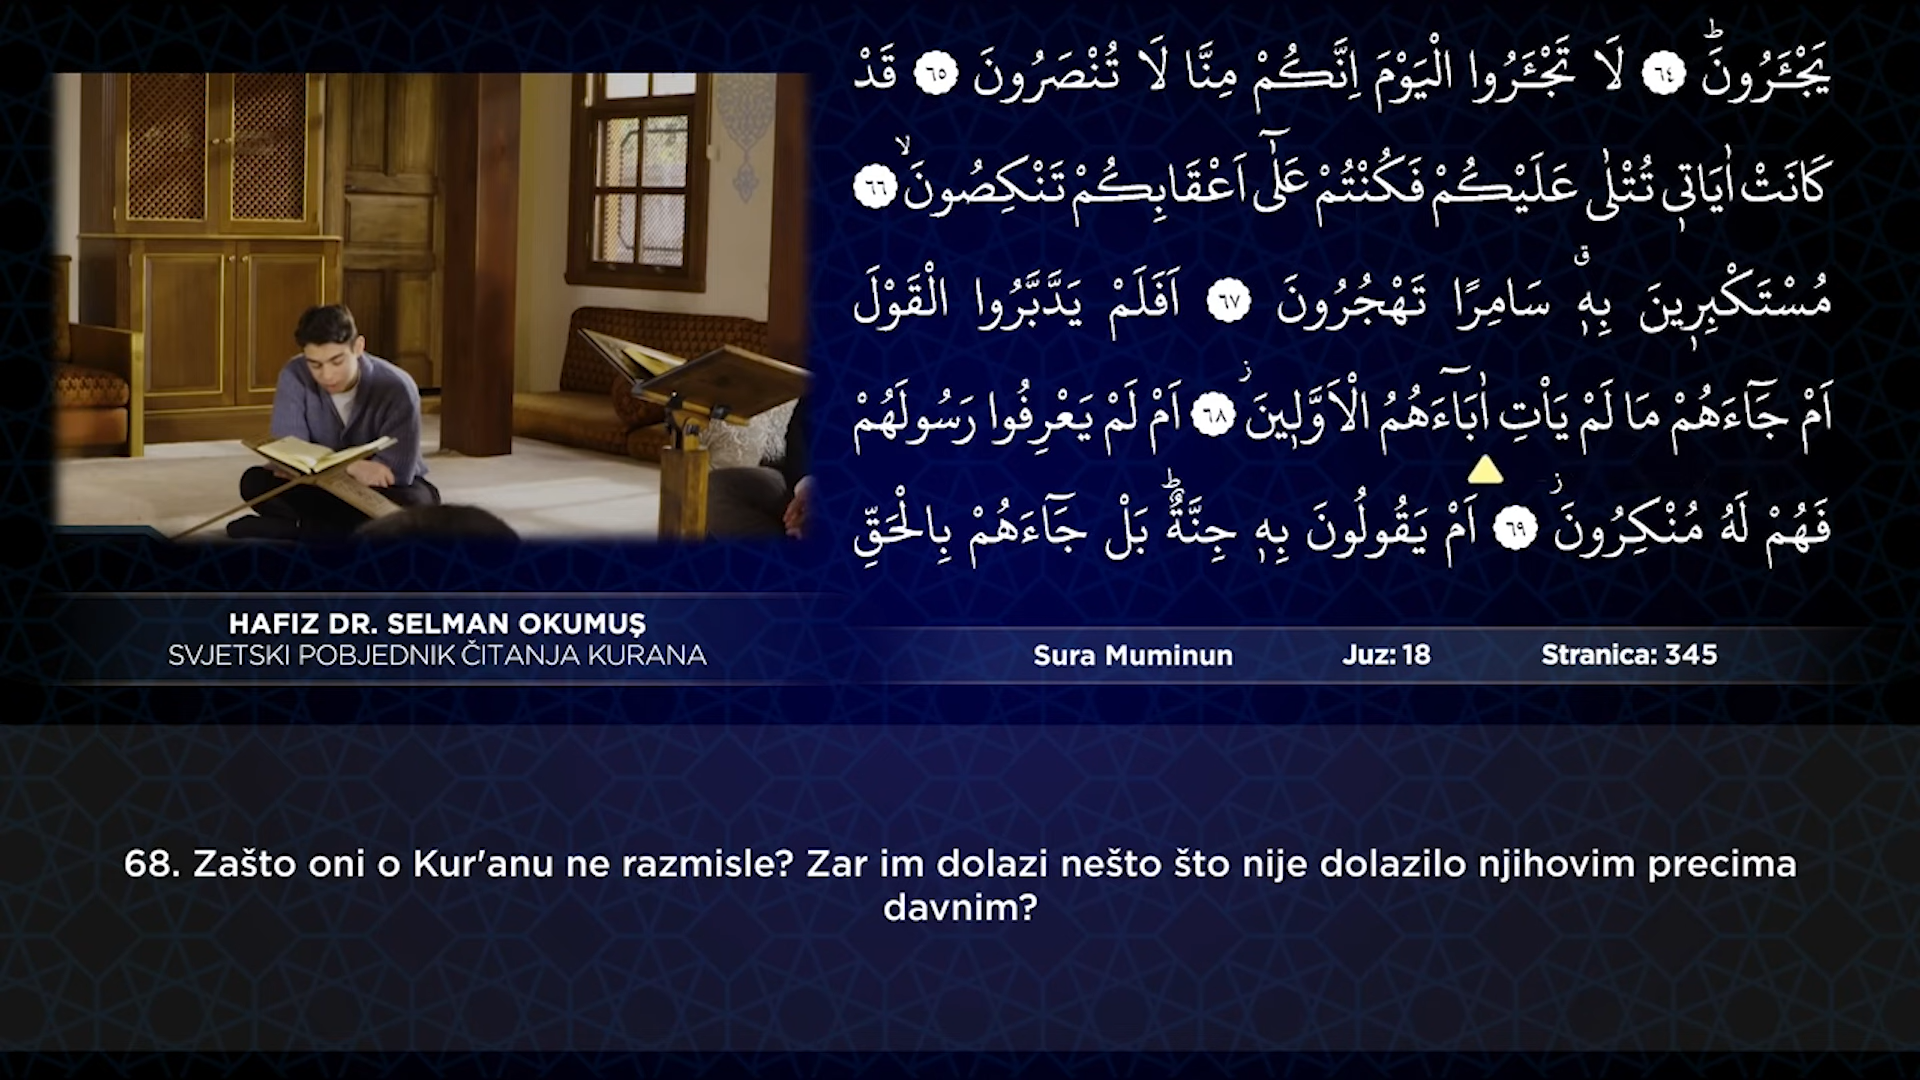 يَجْـَٔرُونَۜ ﴿٦٤﴾ لَا تَجْـَٔرُوا الْيَوْمَ اِنَّكُمْ مِنَّا لَا تُنْصَرُونَ ﴿٦٥﴾ قَدْ
كَانَتْ اٰيَات۪ي تُتْلٰى عَلَيْكُمْ فَكُنْتُمْ عَلٰٓى اَعْقَابِكُمْ تَنْكِصُونَۙ ﴿٦٦﴾
مُسْتَكْبِر۪ينَ بِه۪ۗ سَامِرًا تَهْجُرُونَ ﴿٦٧﴾ اَفَلَمْ يَدَّبَّرُوا الْقَوْلَ
اَمْ جَٓاءَهُمْ مَا لَمْ يَأْتِ اٰبَٓاءَهُمُ الْاَوَّل۪ينَۘ ﴿٦٨﴾ اَمْ لَمْ يَعْرِفُوا رَسُولَهُمْ
فَهُمْ لَهُ مُنْكِرُونَۘ ﴿٦٩﴾ اَمْ يَقُولُونَ بِه۪ جِنَّةٌۜ بَلْ جَٓاءَهُمْ بِالْحَقِّ
HAFIZ DR. SELMAN OKUMUŞ
SVJETSKI POBJEDNIK ČITANJA KURANA
Sura Muminun Juz: 18 Stranica: 345
68. Zašto oni o Kur'anu ne razmisle? Zar im dolazi nešto što nije dolazilo njihovim precima
davnim?